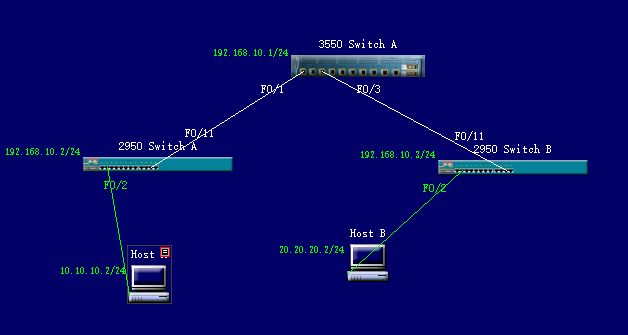 3550 Switch A
192.168.10.1/24
F0/1
F0/3
F0/11
F0/11
2950 Switch A
2950 Switch B
192.168.10.2/24
192.168.10.3/24
F0/2
F0/2
Host B
Host
20.20.20.2/24
10.10.10.2/24